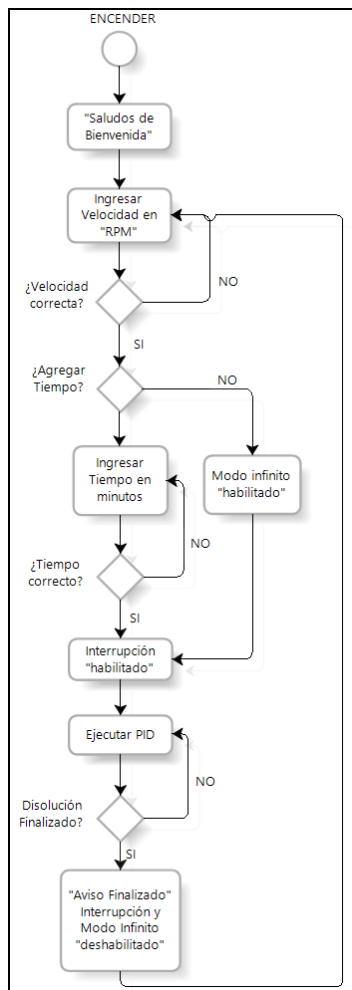 ENCENDER
"Saludos de
Bienvenida"
Ingresar
Velocidad en
"RPM"
¿Velocidad
correcta?
NO
SI
¿Agregar
Tiempo?
NO
Ingresar
Tiempo en
minutos
Modo infinito
"habilitado"
¿Tiempo
correcto?
NO
SI
Interrupción
"habilitado"
Ejecutar PID
NO
Disolución
Finalizado?
SI
"Aviso Finalizado"
Interrupción y
Modo Infinito
"deshabilitado"